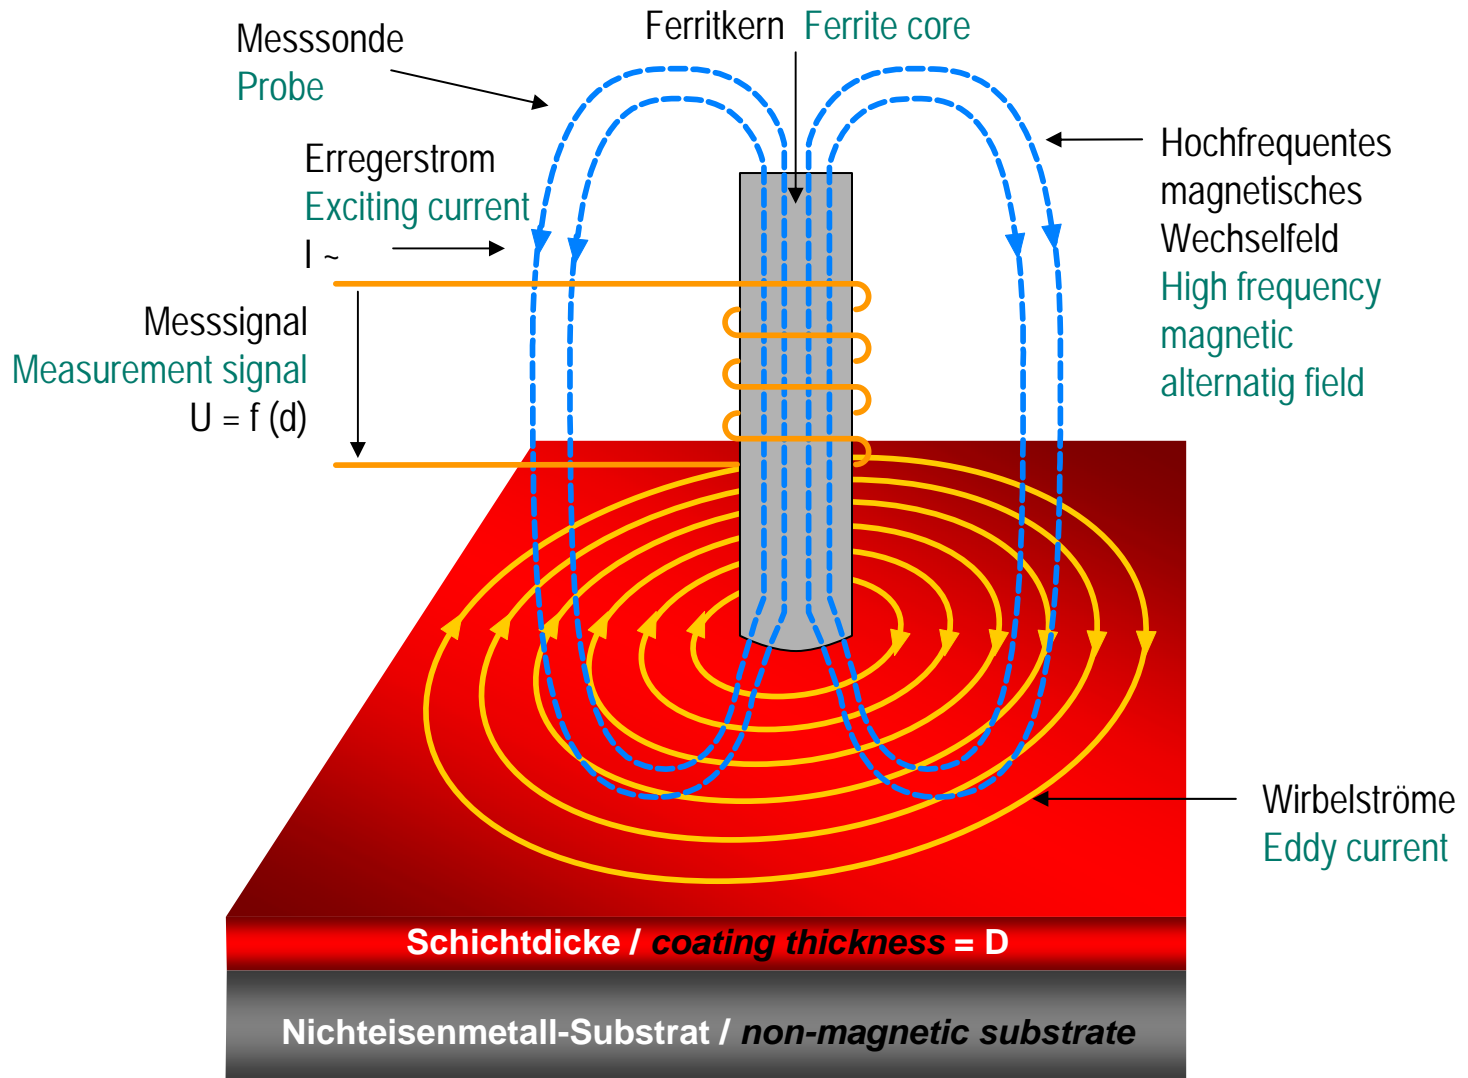 Messsonde
Probe
Ferritkern Ferrite core
Erregerstrom
Exciting current
I ~
Messsignal
Measurement signal
U = f (d)
Hochfrequentes
magnetisches
Wechselfeld
High frequency
magnetic
alternatig field
Wirbelströme
Eddy current
Schichtdicke / coating thickness = D
Nichteisenmetall-Substrat / non-magnetic substrate